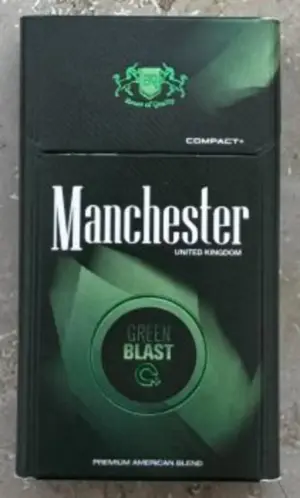 Sense of Quality
COMPACT+
Manchester
UNITED KINGDOM
GREEN
BLAST
PREMIUM AMERICAN BLEND